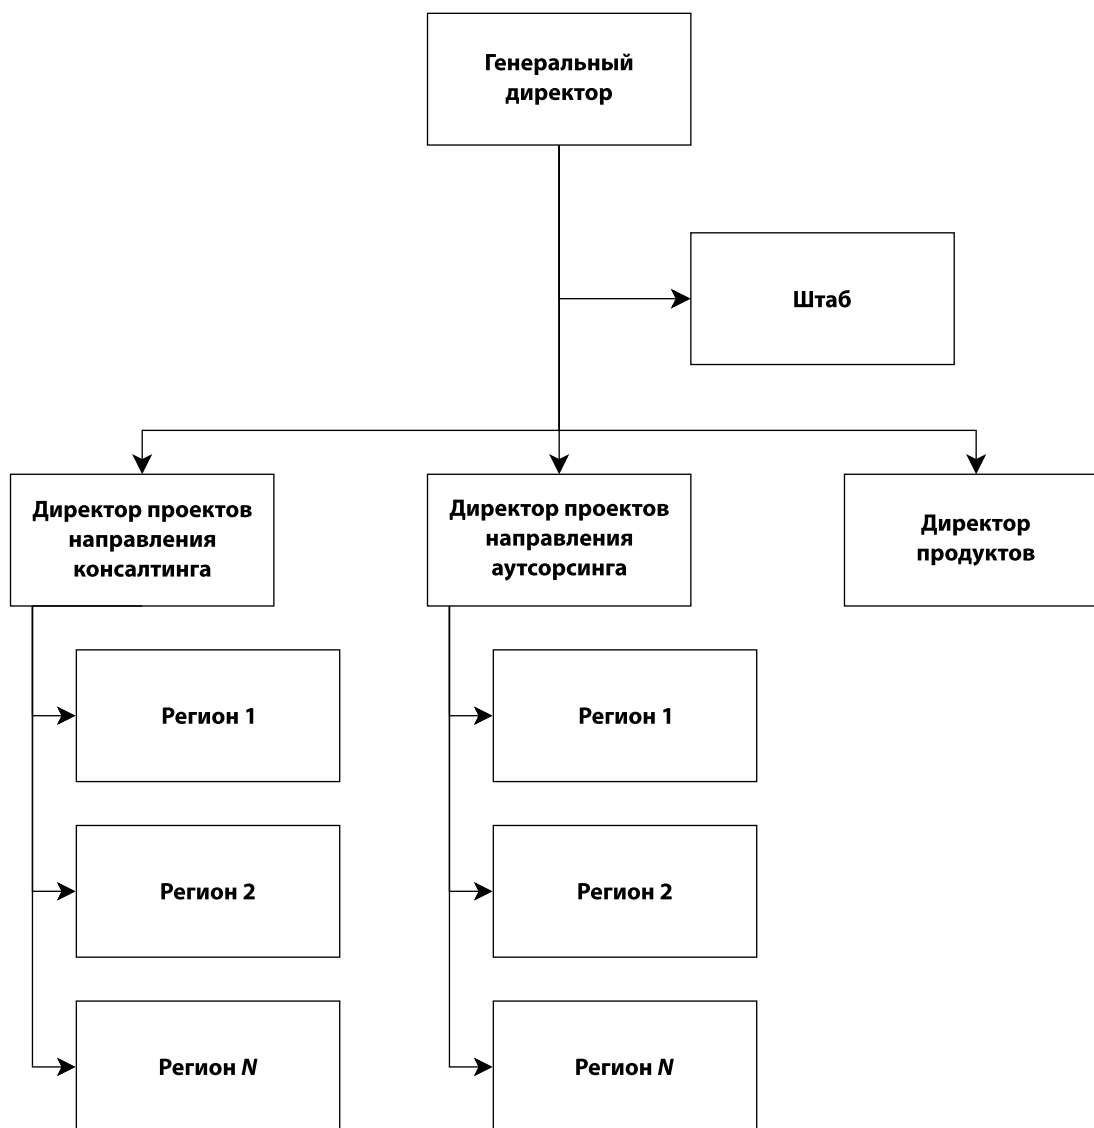 Генеральный
директор
Штаб
Директор проектов
направления
консалтинга
Директор проектов
направления
аутсорсинга
Директор
продуктов
Регион 1
Регион 1
Регион 2
Регион 2
Регион N
Регион N